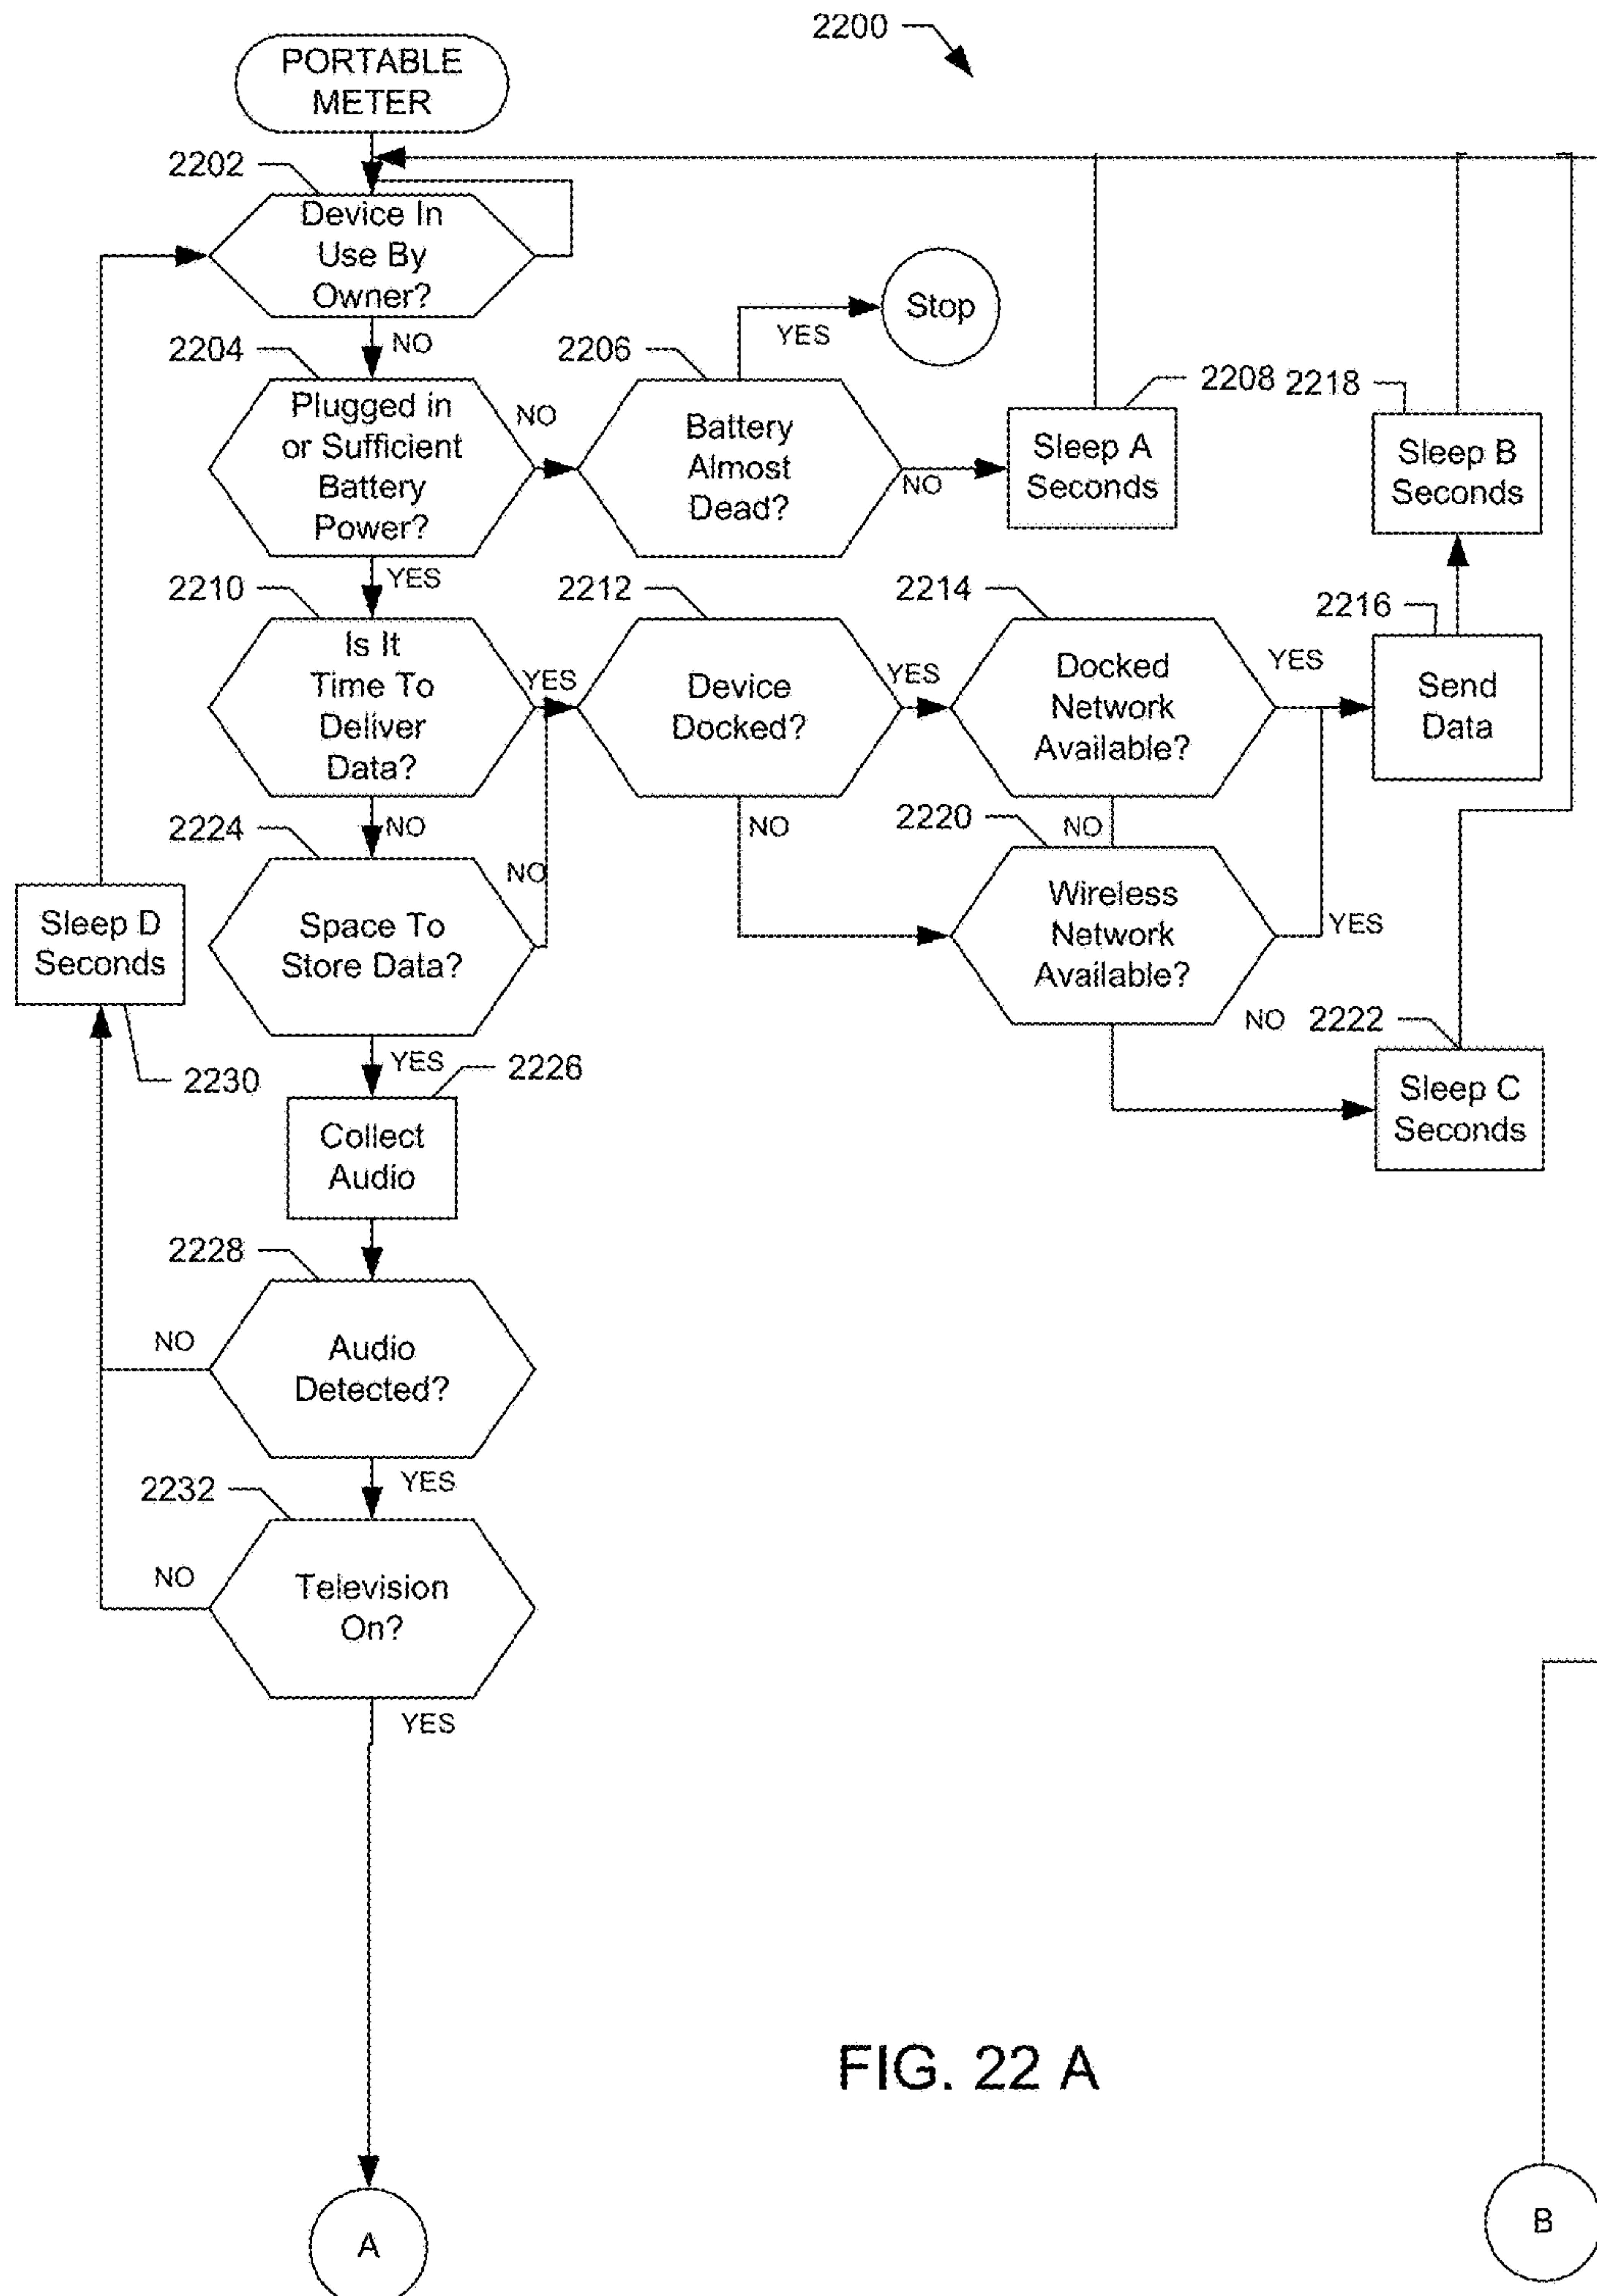 2200
PORTABLE
METER
2202
Device In
Use By
Owner?
NO
Stop
YES
2204
Plugged in
or Sufficient
Battery
Power?
NO
2206
Battery
Almost
Dead?
NO
2208
Sleep A
Seconds
2218
Sleep B
Seconds
YES
2210
Is It
Time To
Deliver
Data?
YES
2212
Device
Docked?
YES
2214
Docked
Network
Available?
YES
2216
Send
Data
NO
2224
Space To
Store Data?
NO
NO
NO
2220
Wireless
Network
Available?
YES
NO
2222
Sleep C
Seconds
Sleep D
Seconds
2230
YES
2226
Collect
Audio
2228
Audio
Detected?
NO
YES
2232
Television
On?
NO
YES
FIG. 22 A
A
B